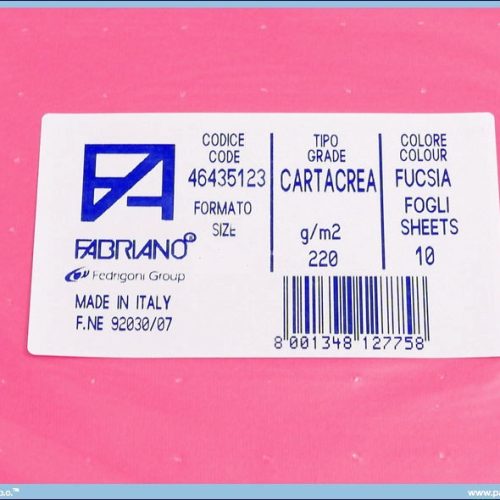 CODICE
CODE
46435123
FORMATO
SIZE
TIPO
GRADE
CARTACREA
g/m2
220
COLORE
COLOUR
FUCSIA
FOGLI
SHEETS
10
FABRIANO®
Fedrigoni Group
MADE IN ITALY
F.NE 92030/07
8 001348 127758